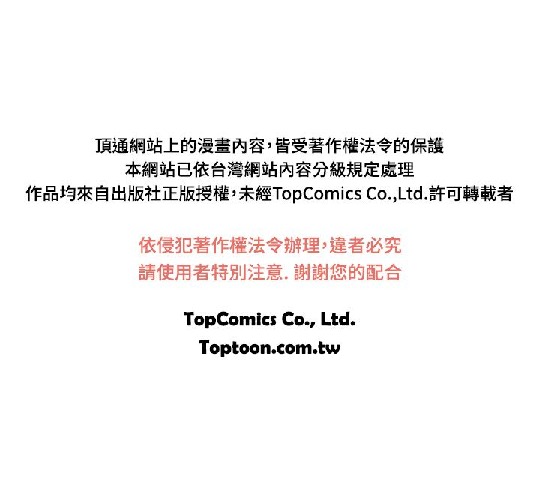 頂通網站上的漫畫內容,皆受著作權法令的保護
本網站已依台灣網站內容分級規定處理
作品均來自出版社正版授權,未經TopComics Co.,Ltd.許可轉載者
依侵犯著作權法令辦理,違者必究
請使用者特別注意. 謝謝您的配合
TopComics Co., Ltd.
Toptoon.com.tw